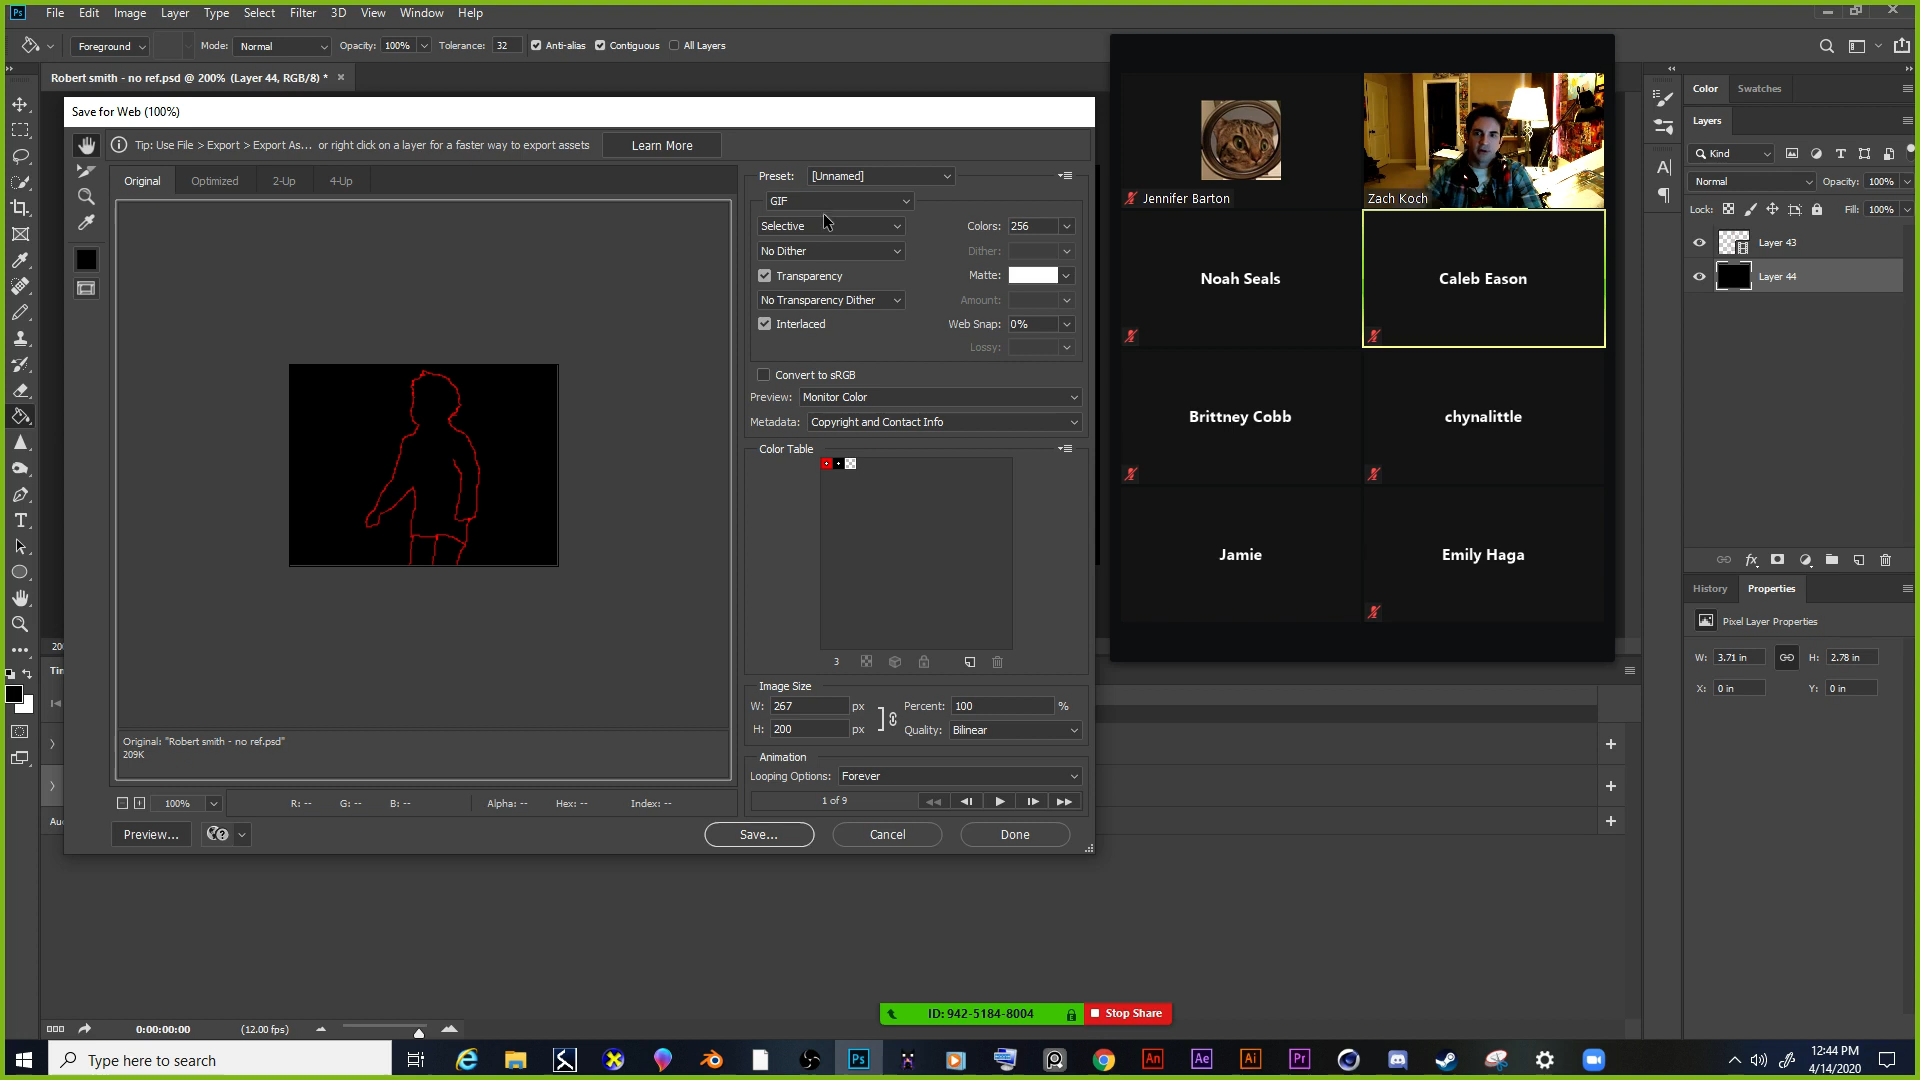 Ps File Edit Image Layer Type Select Filter 3D View Window Help
Foreground Mode: Normal Opacity: 100% Tolerance: 32 Anti-alias Contiguous All Layers
Robert smith - no ref.psd @ 200% (Layer 44, RGB/8) *
Save for Web (100%)
Tip: Use File > Export > Export As... or right click on a layer for a faster way to export assets
Learn More
Original Optimized 2-Up 4-Up
Preset: [Unnamed]
GIF
Selective Colors: 256
No Dither Dither:
Transparency Matte:
No Transparency Dither Amount:
Interlaced Web Snap: 0%
Lossy:
Convert to sRGB
Preview: Monitor Color
Metadata: Copyright and Contact Info
Color Table
3
Image Size
W: 267 px Percent: 100 %
H: 200 px Quality: Bilinear
Animation
Looping Options: Forever
1 of 9
Original: "Robert smith - no ref.psd"
209K
100% R: -- G: -- B: -- Alpha: -- Hex: -- Index: --
Preview... Save... Cancel Done
Jennifer Barton
Zach Koch
Noah Seals
Caleb Eason
Brittney Cobb
chynalittle
Jamie
Emily Haga
Color Swatches
Layers
Kind
Normal Opacity: 100%
Lock: Fill: 100%
Layer 43
Layer 44
History Properties
Pixel Layer Properties
W: 3.71 in H: 2.78 in
X: 0 in Y: 0 in
200
Tim
Au
0:00:00:00 (12.00 fps)
ID: 942-5184-8004 Stop Share
Type here to search
Ps An Ae Ai Pr
12:44 PM
4/14/2020